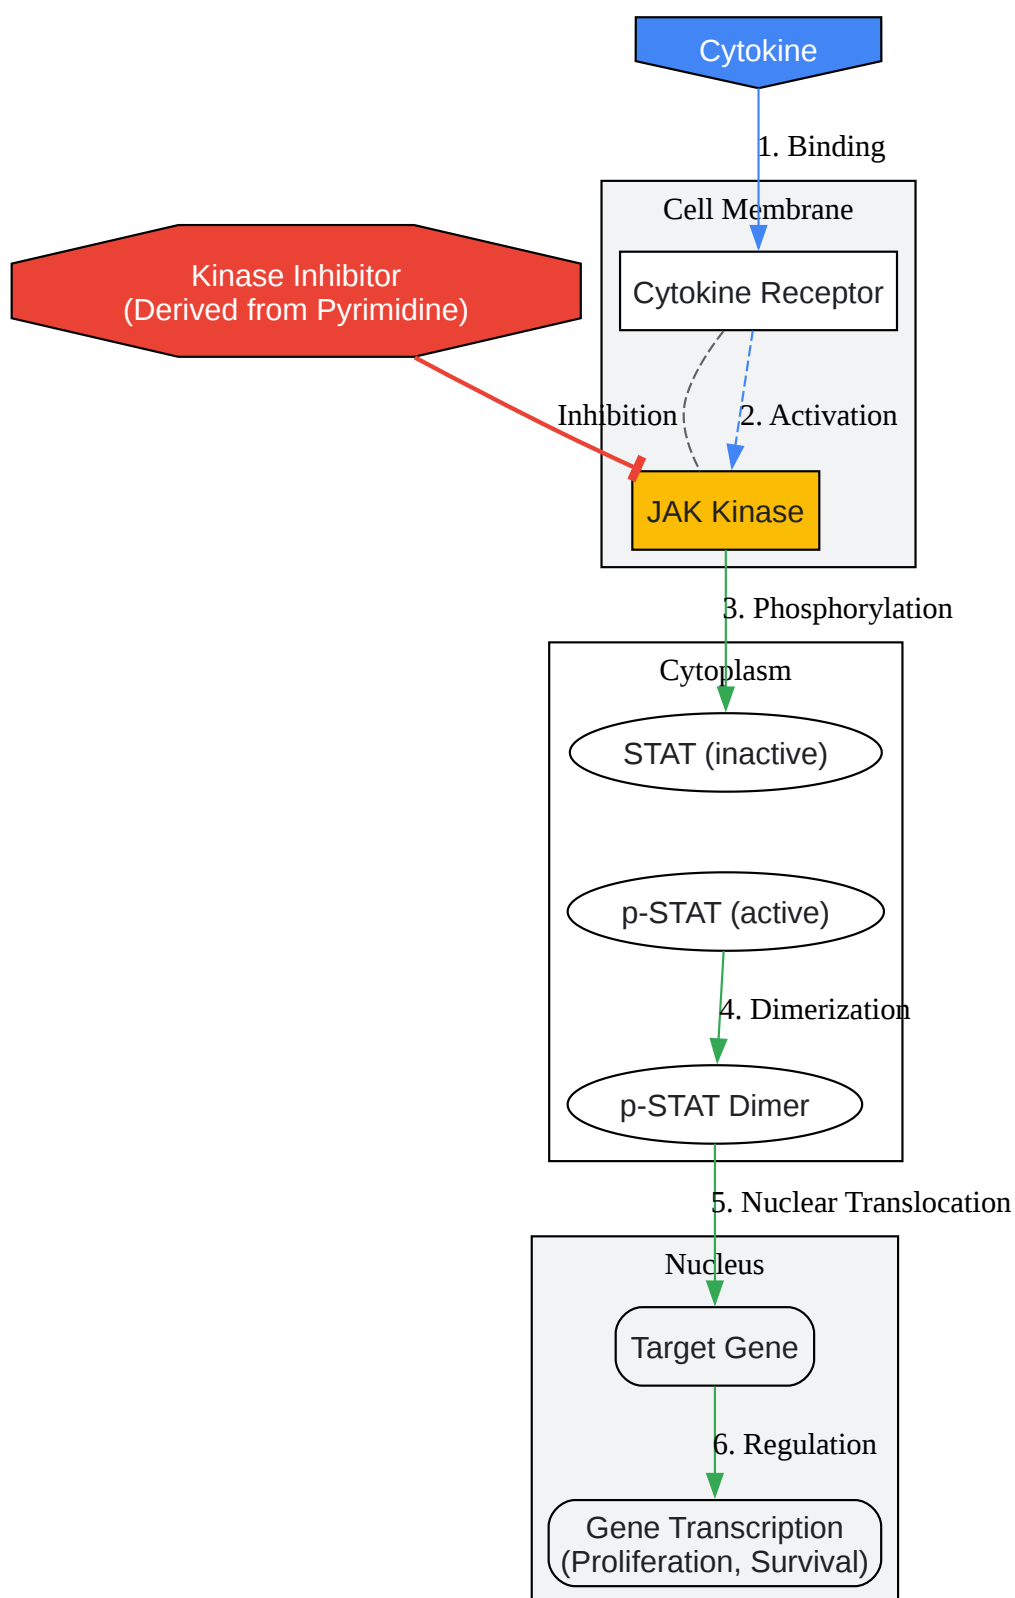 Cytokine
1. Binding
Cell Membrane
Kinase Inhibitor
(Derived from Pyrimidine)
Cytokine Receptor
Inhibition
2. Activation
JAK Kinase
3. Phosphorylation
Cytoplasm
STAT (inactive)
p-STAT (active)
4. Dimerization
p-STAT Dimer
5. Nuclear Translocation
Nucleus
Target Gene
6. Regulation
Gene Transcription
(Proliferation, Survival)